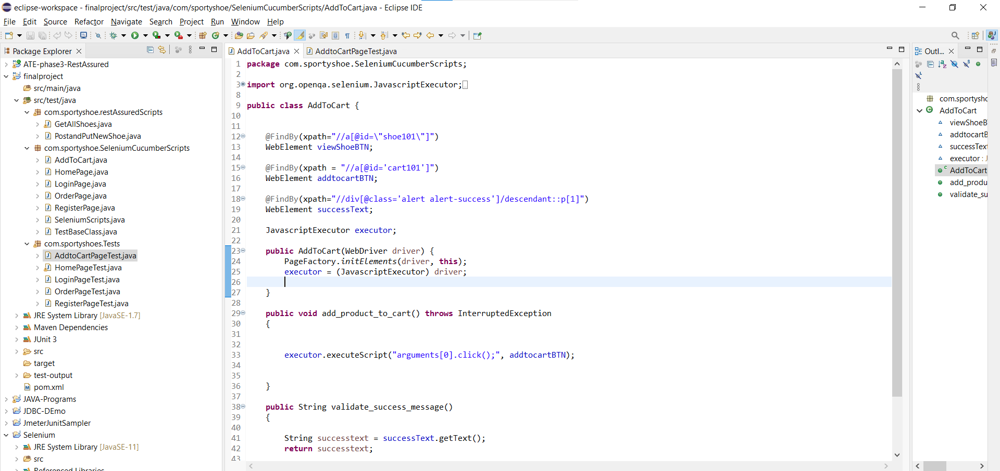 eclipse-workspace - finalproject/src/test/java/com/sportyshoe/SeleniumCucumberScripts/AddToCart.java - Eclipse IDE
File Edit Source Refactor Navigate Search Project Run Window Help
Package Explorer
ATE-phase3-RestAssured
finalproject
src/main/java
src/test/java
com.sportyshoe.restAssuredScripts
GetAllShoes.java
PostandPutNewShoe.java
com.sportyshoe.SeleniumCucumberScripts
AddToCart.java
HomePage.java
LoginPage.java
OrderPage.java
RegisterPage.java
SeleniumScripts.java
TestBaseClass.java
com.sportyshoes.Tests
AddtoCartPageTest.java
HomePageTest.java
LoginPageTest.java
OrderPageTest.java
RegisterPageTest.java
JRE System Library [JavaSE-1.7]
Maven Dependencies
JUnit 3
src
target
test-output
pom.xml
JAVA-Programs
JDBC-DEmo
JmeterJunitSampler
Selenium
JRE System Library [JavaSE-11]
src
Referenced Libraries
AddToCart.java AddtoCartPageTest.java
1 package com.sportyshoe.SeleniumCucumberScripts;
2
3 import org.openqa.selenium.JavascriptExecutor;
8
9 public class AddToCart {
10
11
12 @FindBy(xpath="//a[@id=\"shoe101\"]")
13 WebElement viewShoeBTN;
14
15 @FindBy(xpath = "//a[@id='cart101']")
16 WebElement addtocartBTN;
17
18 @FindBy(xpath="//div[@class='alert alert-success']/descendant::p[1]")
19 WebElement successText;
20
21 JavascriptExecutor executor;
22
23 public AddToCart(WebDriver driver) {
24 PageFactory.initElements(driver, this);
25 executor = (JavascriptExecutor) driver;
26
27 }
28
29 public void add_product_to_cart() throws InterruptedException
30 {
31
32
33 executor.executeScript("arguments[0].click();", addtocartBTN);
34
35
36 }
37
38 public String validate_success_message()
39 {
40
41 String successtext = successText.getText();
42 return successtext;
43
Outl...
com.sportysho
AddToCart
viewShoeB
addtocartB
successTex
executor : J
AddToCart
add_produ
validate_su